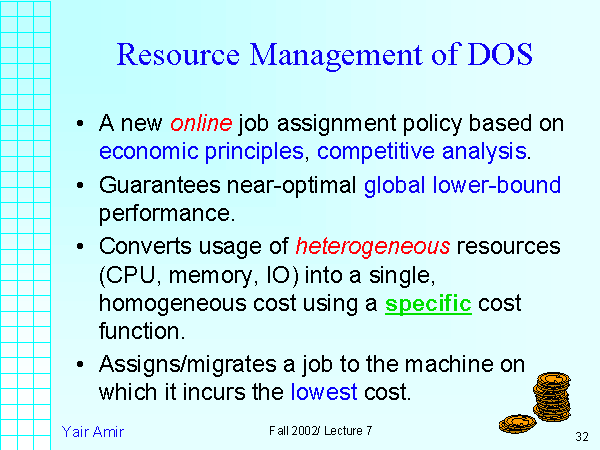 Resource Management of DOS
• A new online job assignment policy based on
economic principles, competitive analysis.
• Guarantees near-optimal global lower-bound
performance.
• Converts usage of heterogeneous resources
(CPU, memory, IO) into a single,
homogeneous cost using a specific cost
function.
• Assigns/migrates a job to the machine on
which it incurs the lowest cost.
Yair Amir
Fall 2002/ Lecture 7
32